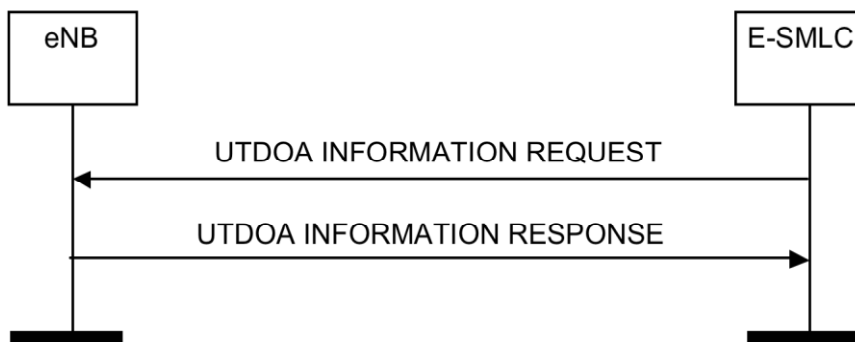 eNB
E-SMLC
UTDOA INFORMATION REQUEST
UTDOA INFORMATION RESPONSE